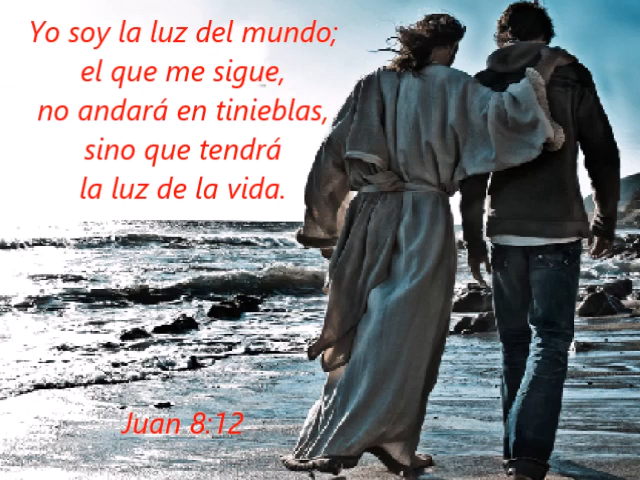 Yo soy la luz del mundo;
el que me sigue,
no andará en tinieblas,
sino que tendrá
la luz de la vida.
Juan 8:12